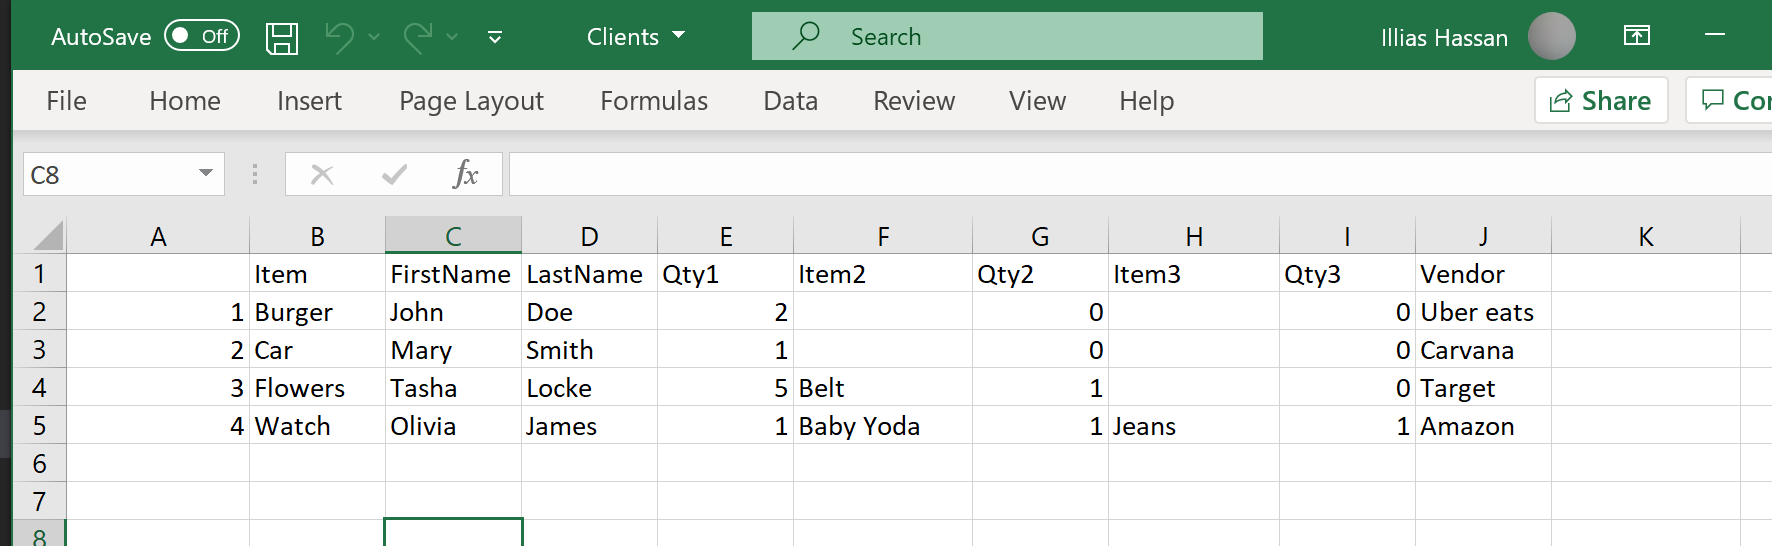 AutoSave Off Clients Search Illias Hassan
File Home Insert Page Layout Formulas Data Review View Help Share
C8 fx
A B C D E F G H I J K
1 Item FirstName LastName Qty1 Item2 Qty2 Item3 Qty3 Vendor
2 1 Burger John Doe 2 0 0 Uber eats
3 2 Car Mary Smith 1 0 0 Carvana
4 3 Flowers Tasha Locke 5 Belt 1 0 Target
5 4 Watch Olivia James 1 Baby Yoda 1 Jeans 1 Amazon
6
7
8